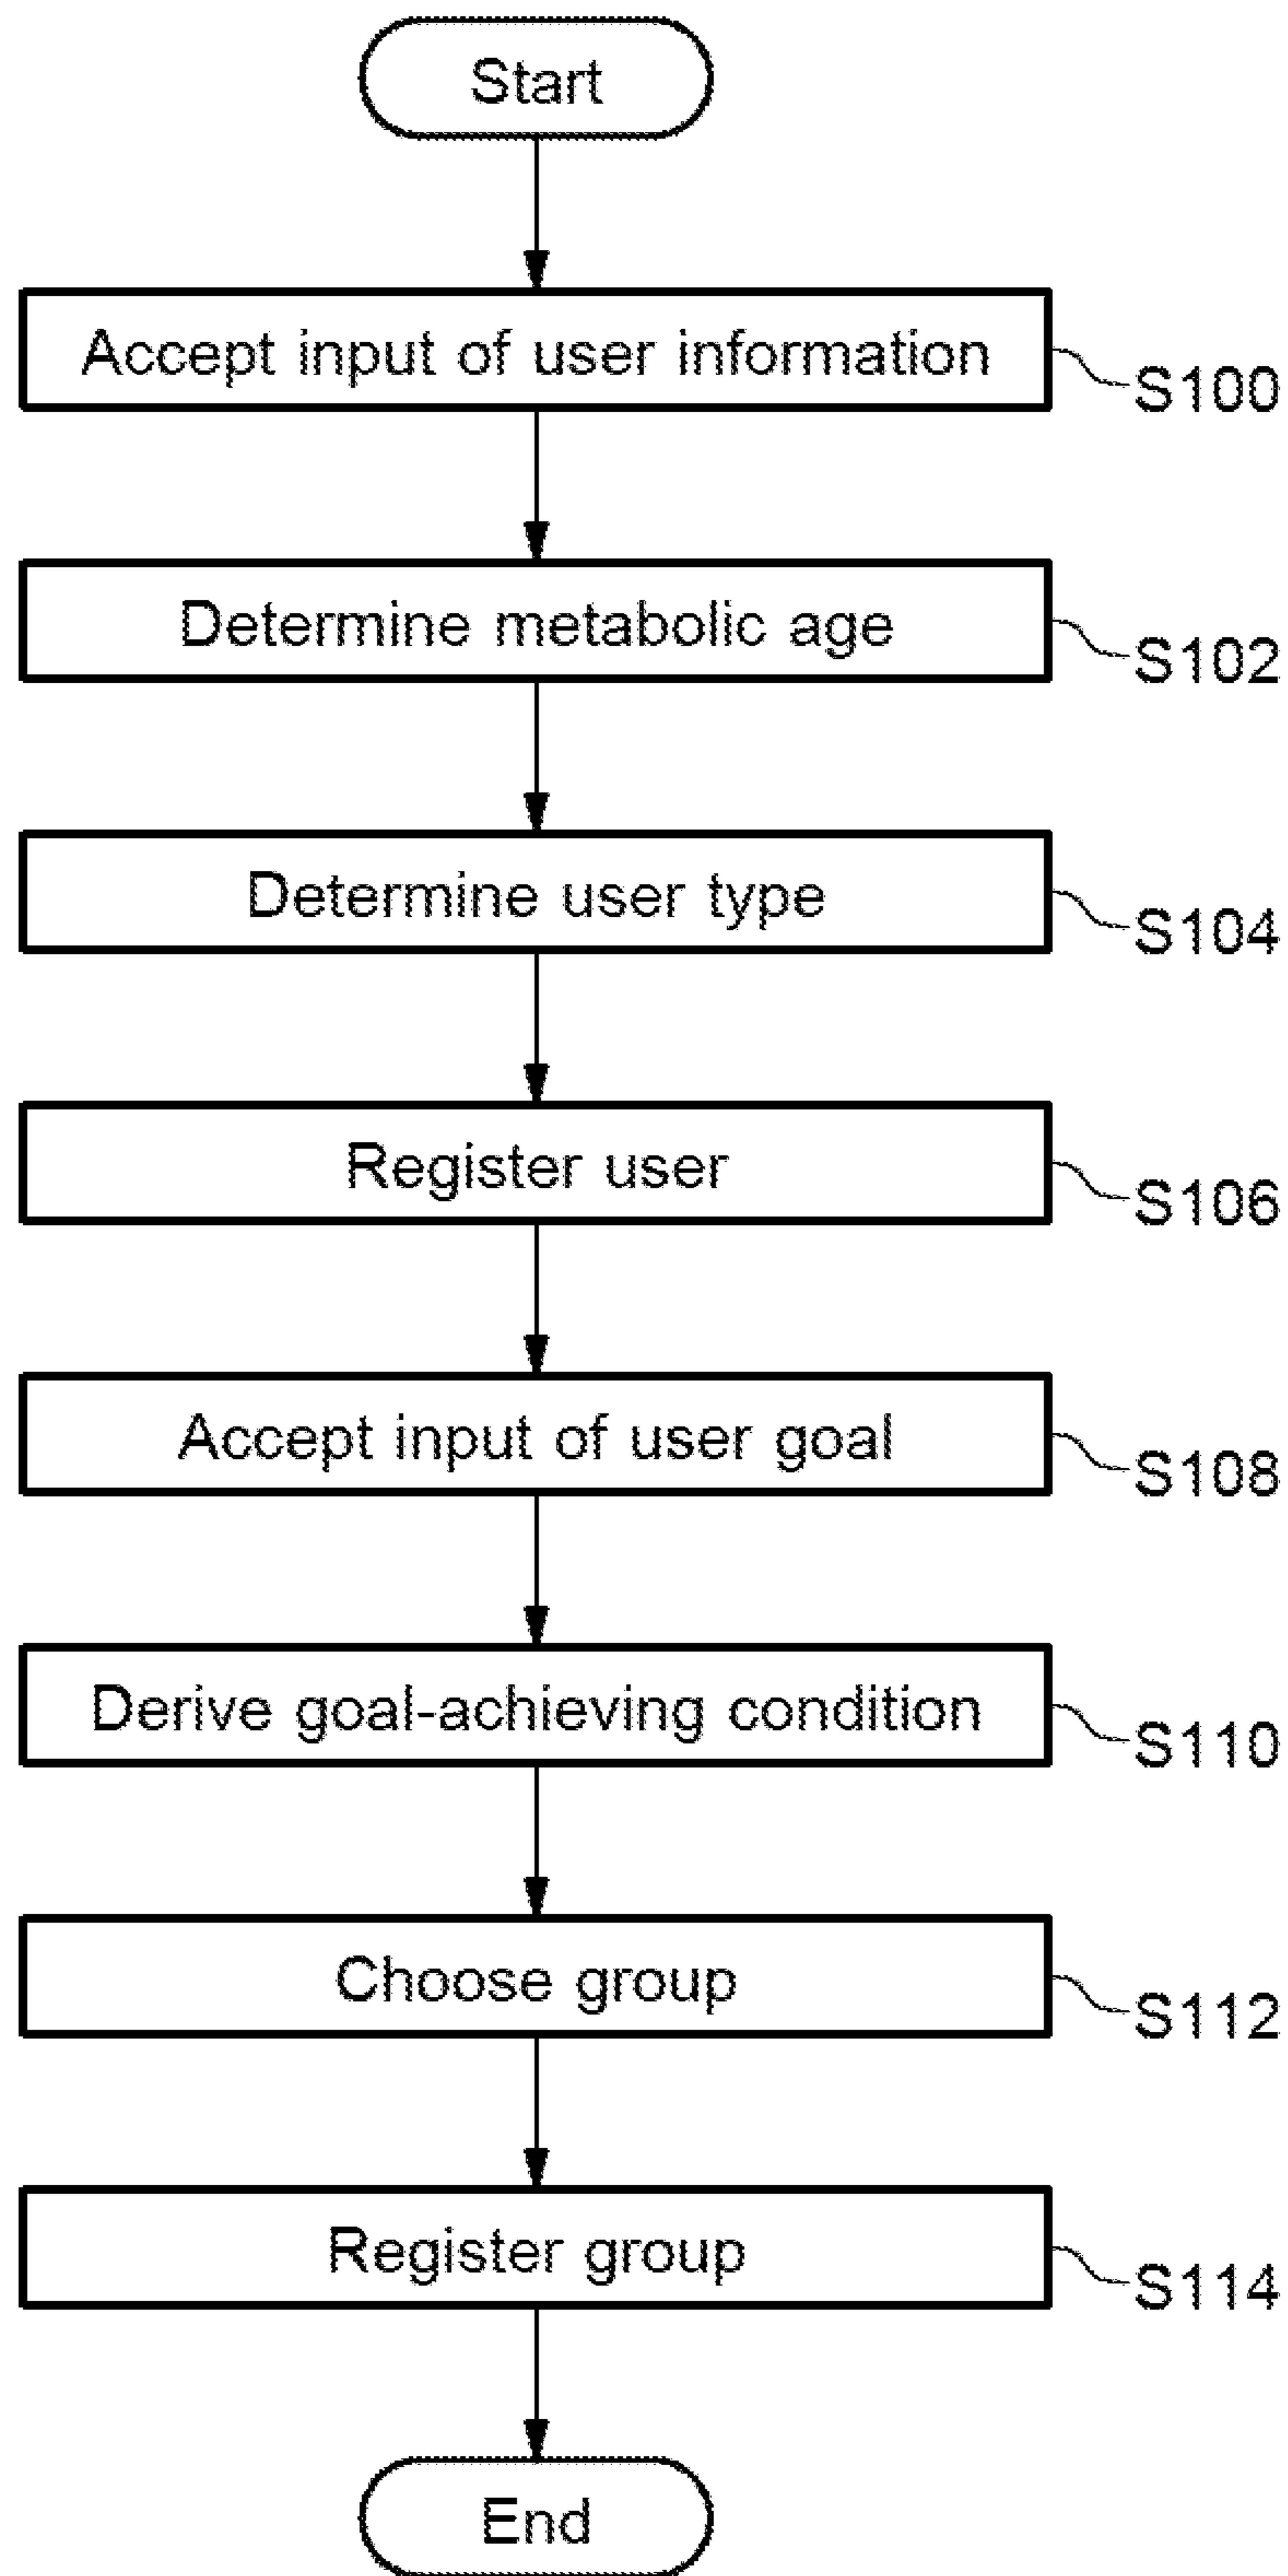 Start
Accept input of user information
S100
Determine metabolic age
S102
Determine user type
S104
Register user
S106
Accept input of user goal
S108
Derive goal-achieving condition
S110
Choose group
S112
Register group
S114
End